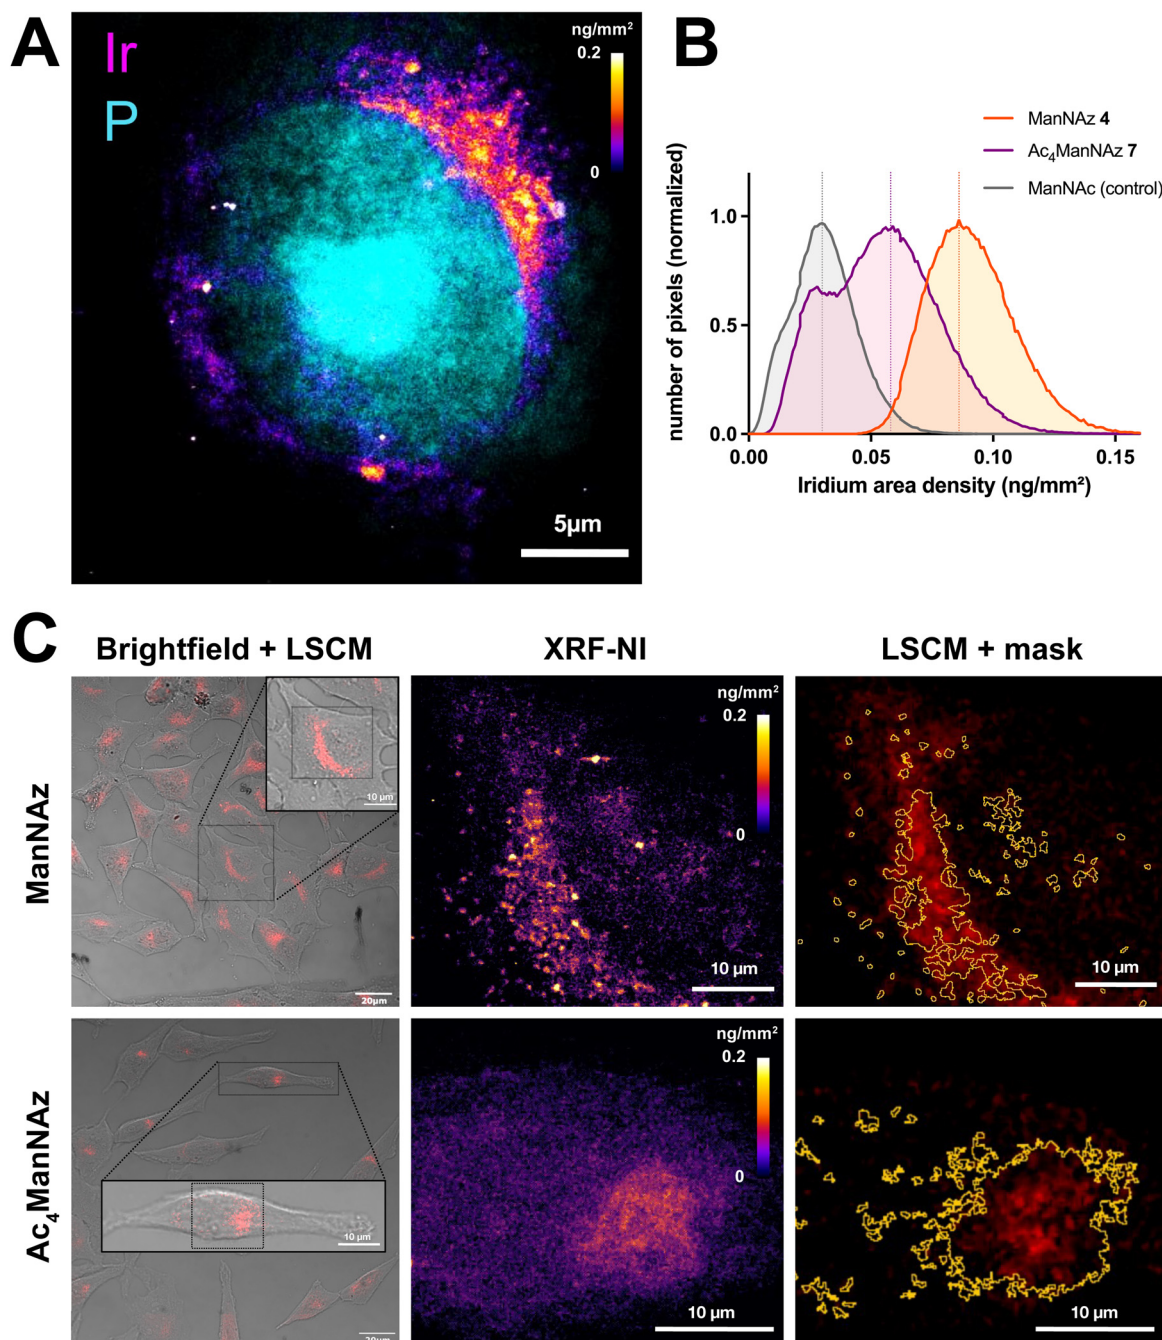 A
Ir
P
ng/mm²
0.2
0
5µm
B
ManNAz 4
Ac₄ManNAz 7
ManNAc (control)
number of pixels (normalized)
1.0
0.5
0.0
0.00 0.05 0.10 0.15
Iridium area density (ng/mm²)
C
Brightfield + LSCM
XRF-NI
LSCM + mask
ManNAz
10 µm
20µm
ng/mm²
0.2
0
10 µm
10 µm
Ac₄ManNAz
10 µm
20µm
ng/mm²
0.2
0
10 µm
10 µm